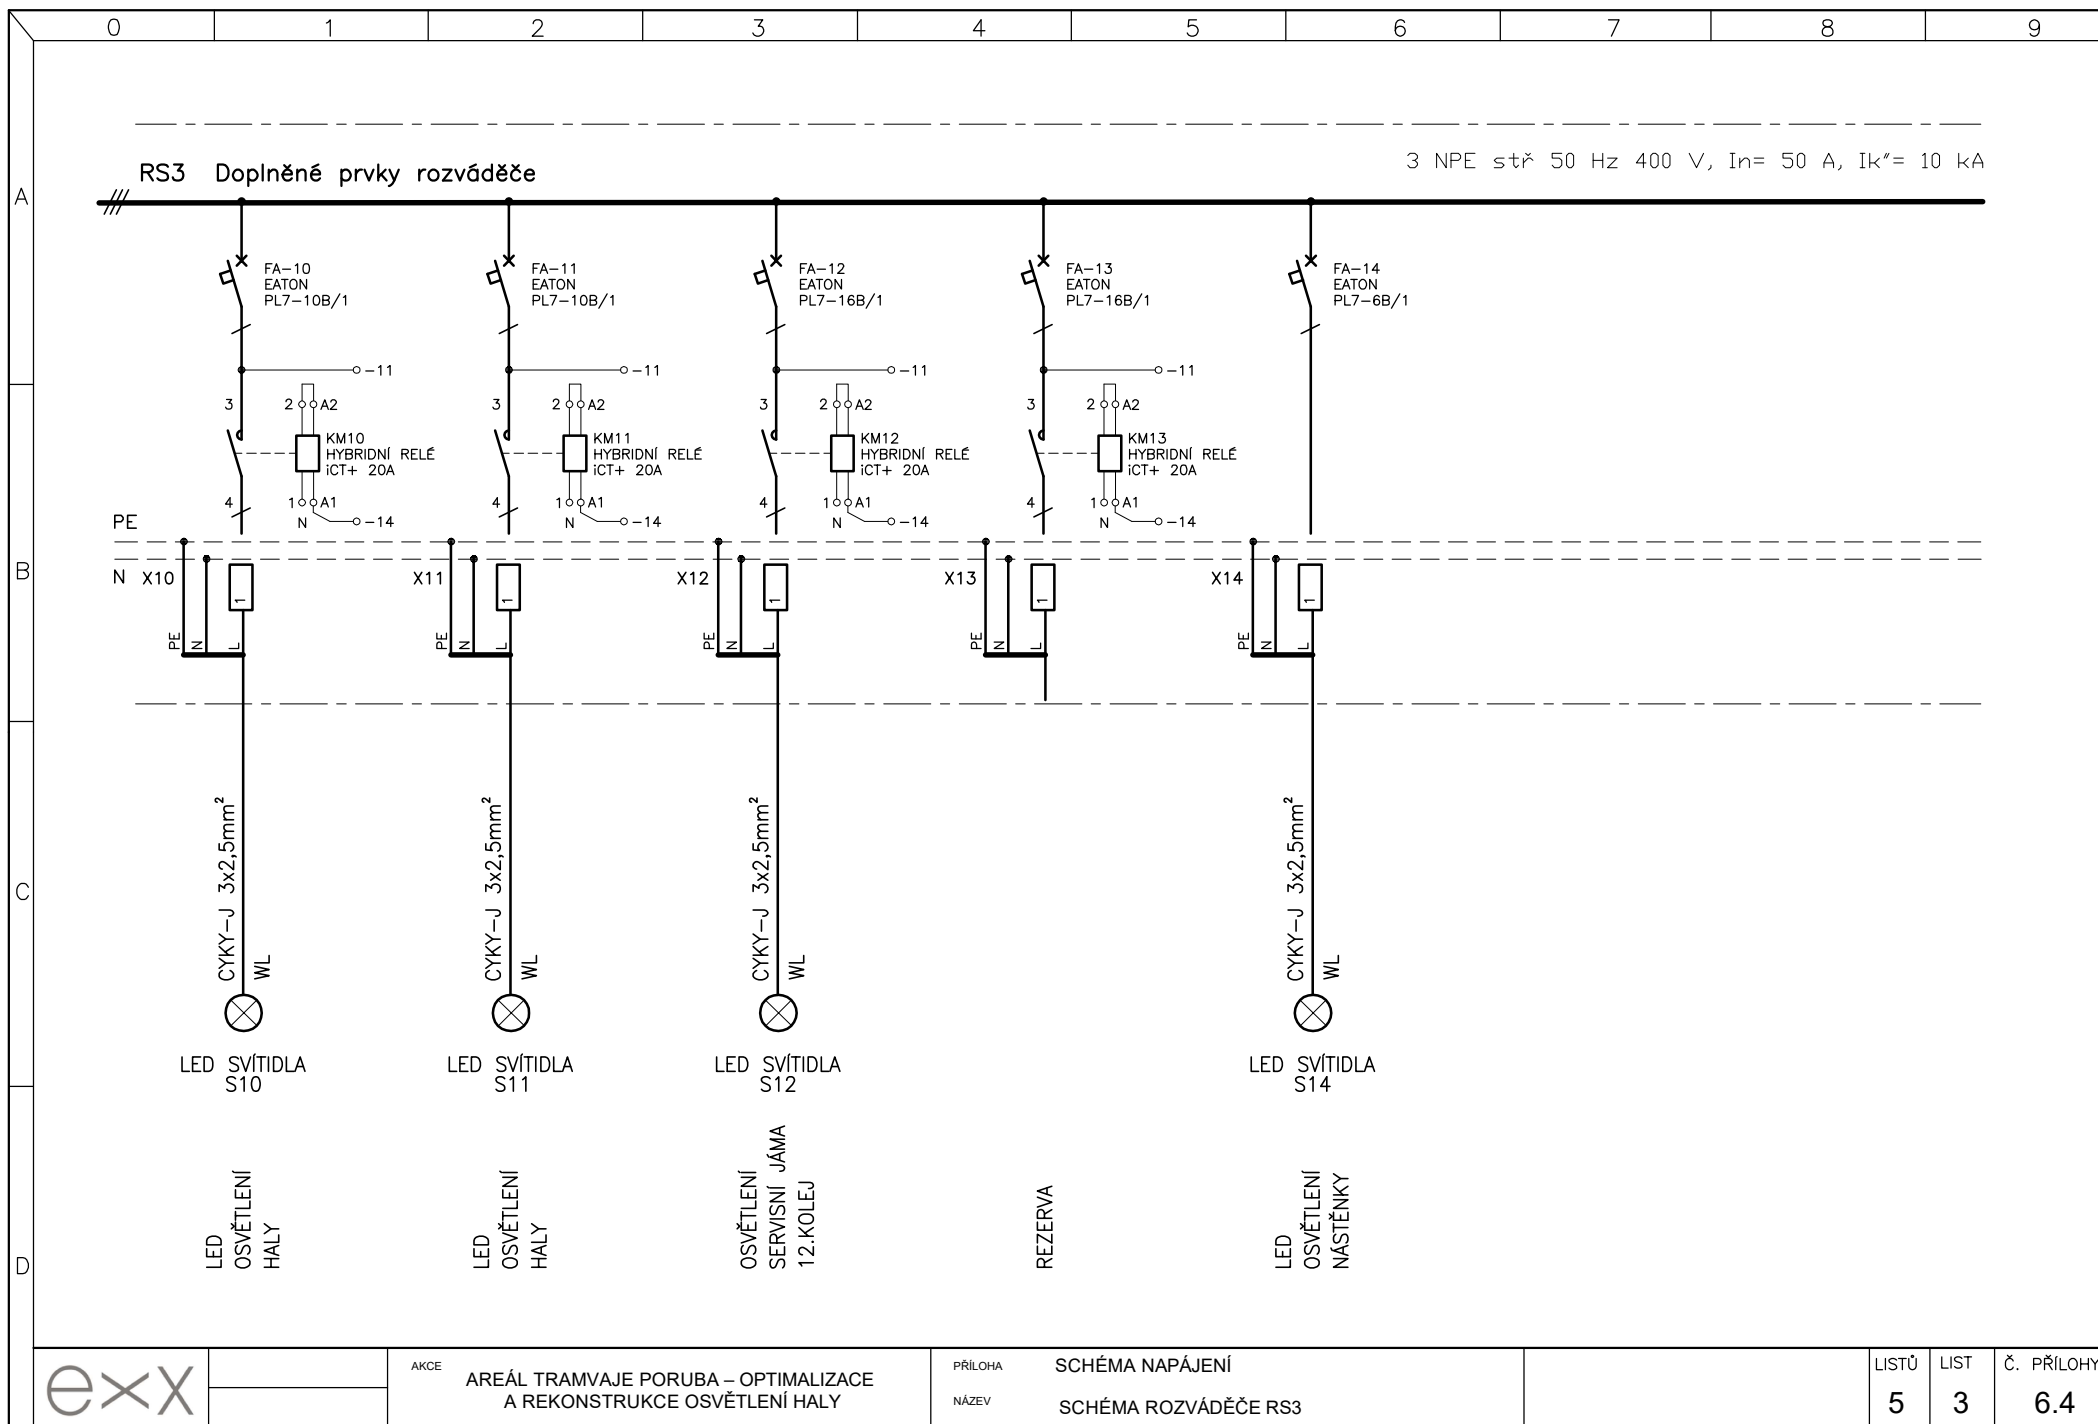 0 1 2 3 4 5 6 7 8 9
A
B
C
D
RS3 Doplněné prvky rozváděče
3 NPE stř 50 Hz 400 V, In= 50 A, Ik″= 10 kA
FA-10
EATON
PL7-10B/1
FA-11
EATON
PL7-10B/1
FA-12
EATON
PL7-16B/1
FA-13
EATON
PL7-16B/1
FA-14
EATON
PL7-6B/1
-11
-11
-11
-11
3 2 A2
3 2 A2
3 2 A2
3 2 A2
KM10
HYBRIDNÍ RELÉ
iCT+ 20A
KM11
HYBRIDNÍ RELÉ
iCT+ 20A
KM12
HYBRIDNÍ RELÉ
iCT+ 20A
KM13
HYBRIDNÍ RELÉ
iCT+ 20A
4 1 A1
N -14
4 1 A1
N -14
4 1 A1
N -14
4 1 A1
N -14
PE
N
X10
1
PE N L
X11
1
PE N L
X12
1
PE N L
X13
1
PE N L
X14
1
PE N L
CYKY-J 3x2,5mm²
WL
CYKY-J 3x2,5mm²
WL
CYKY-J 3x2,5mm²
WL
CYKY-J 3x2,5mm²
WL
LED SVÍTIDLA
S10
LED SVÍTIDLA
S11
LED SVÍTIDLA
S12
LED SVÍTIDLA
S14
LED
OSVĚTLENÍ
HALY
LED
OSVĚTLENÍ
HALY
OSVĚTLENÍ
SERVISNÍ JÁMA
12.KOLEJ
REZERVA
LED
OSVĚTLENÍ
NÁSTĚNKY
exx
AKCE
AREÁL TRAMVAJE PORUBA – OPTIMALIZACE
A REKONSTRUKCE OSVĚTLENÍ HALY
PŘÍLOHA SCHÉMA NAPÁJENÍ
NÁZEV SCHÉMA ROZVÁDĚČE RS3
LISTŮ
5
LIST
3
Č. PŘÍLOHY
6.4